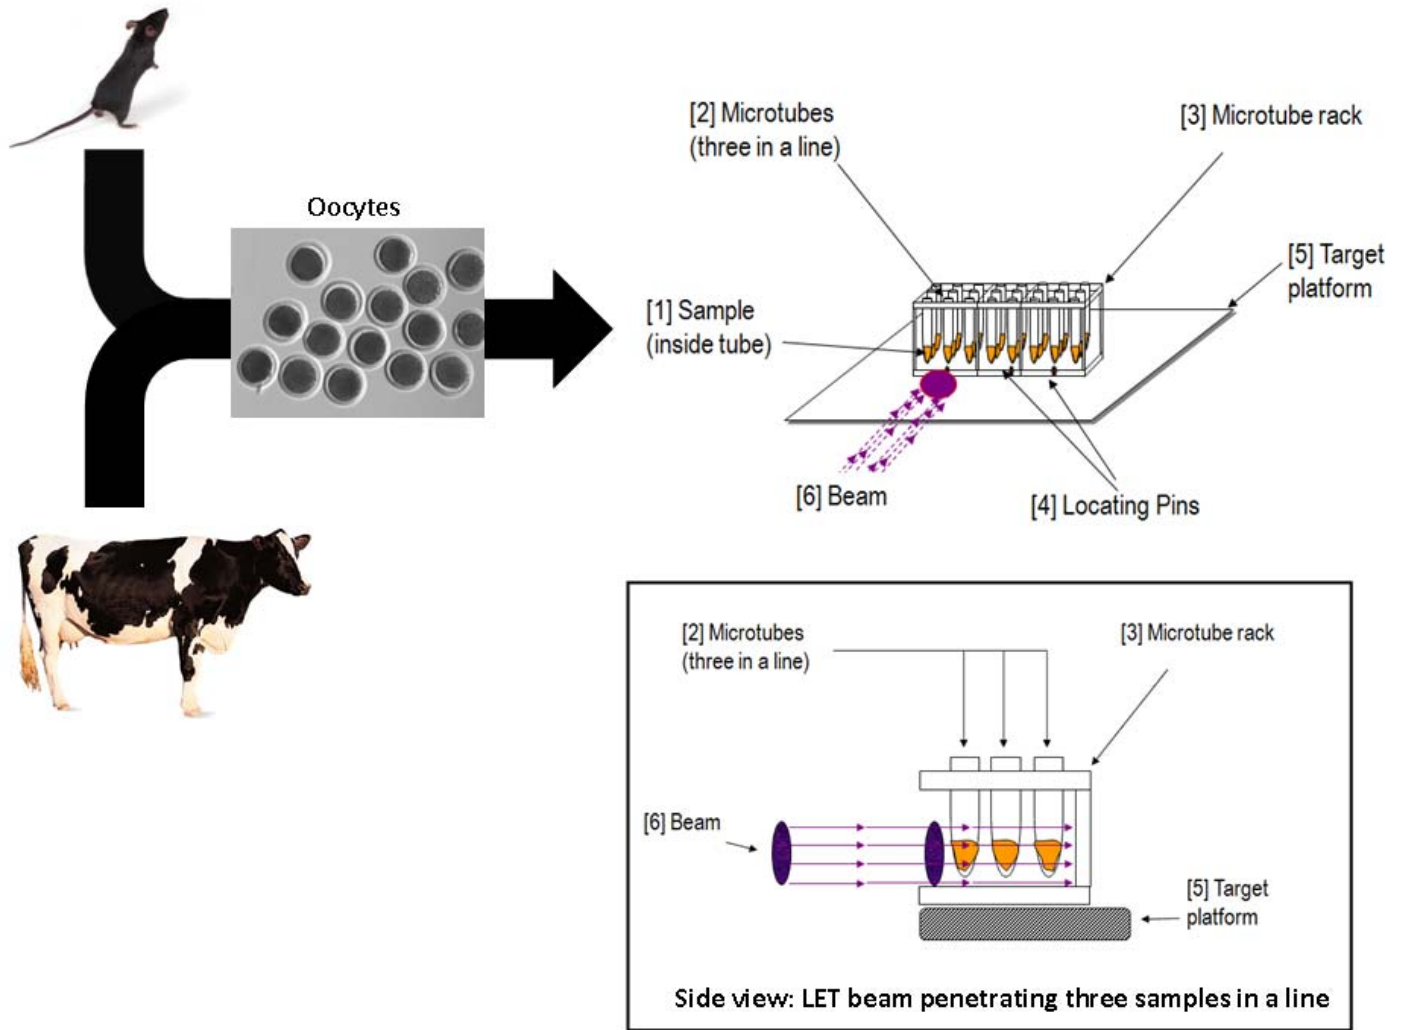 Oocytes
[2] Microtubes
(three in a line)
[3] Microtube rack
[5] Target
platform
[1] Sample
(inside tube)
[6] Beam
[4] Locating Pins
[2] Microtubes
(three in a line)
[3] Microtube rack
[6] Beam
[5] Target
platform
Side view: LET beam penetrating three samples in a line